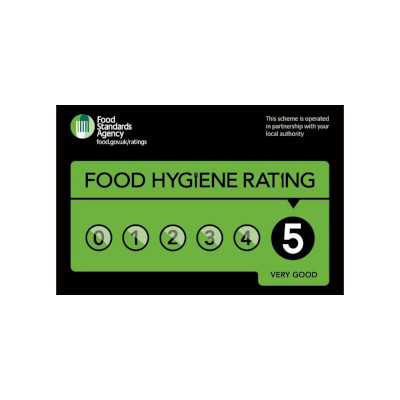 Food
Standards
Agency
food.gov.uk/ratings
This scheme is operated
in partnership with your
local authority
FOOD HYGIENE RATING
0 1 2 3 4 5
VERY GOOD